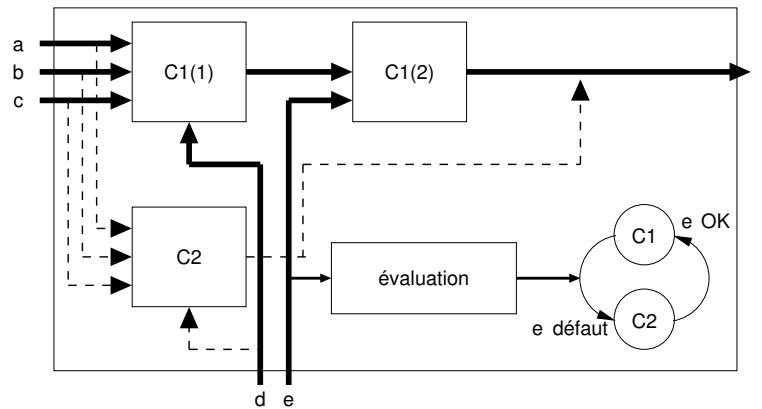 a
b
c
C1(1)
C1(2)
C2
évaluation
C1
e OK
C2
e défaut
d e